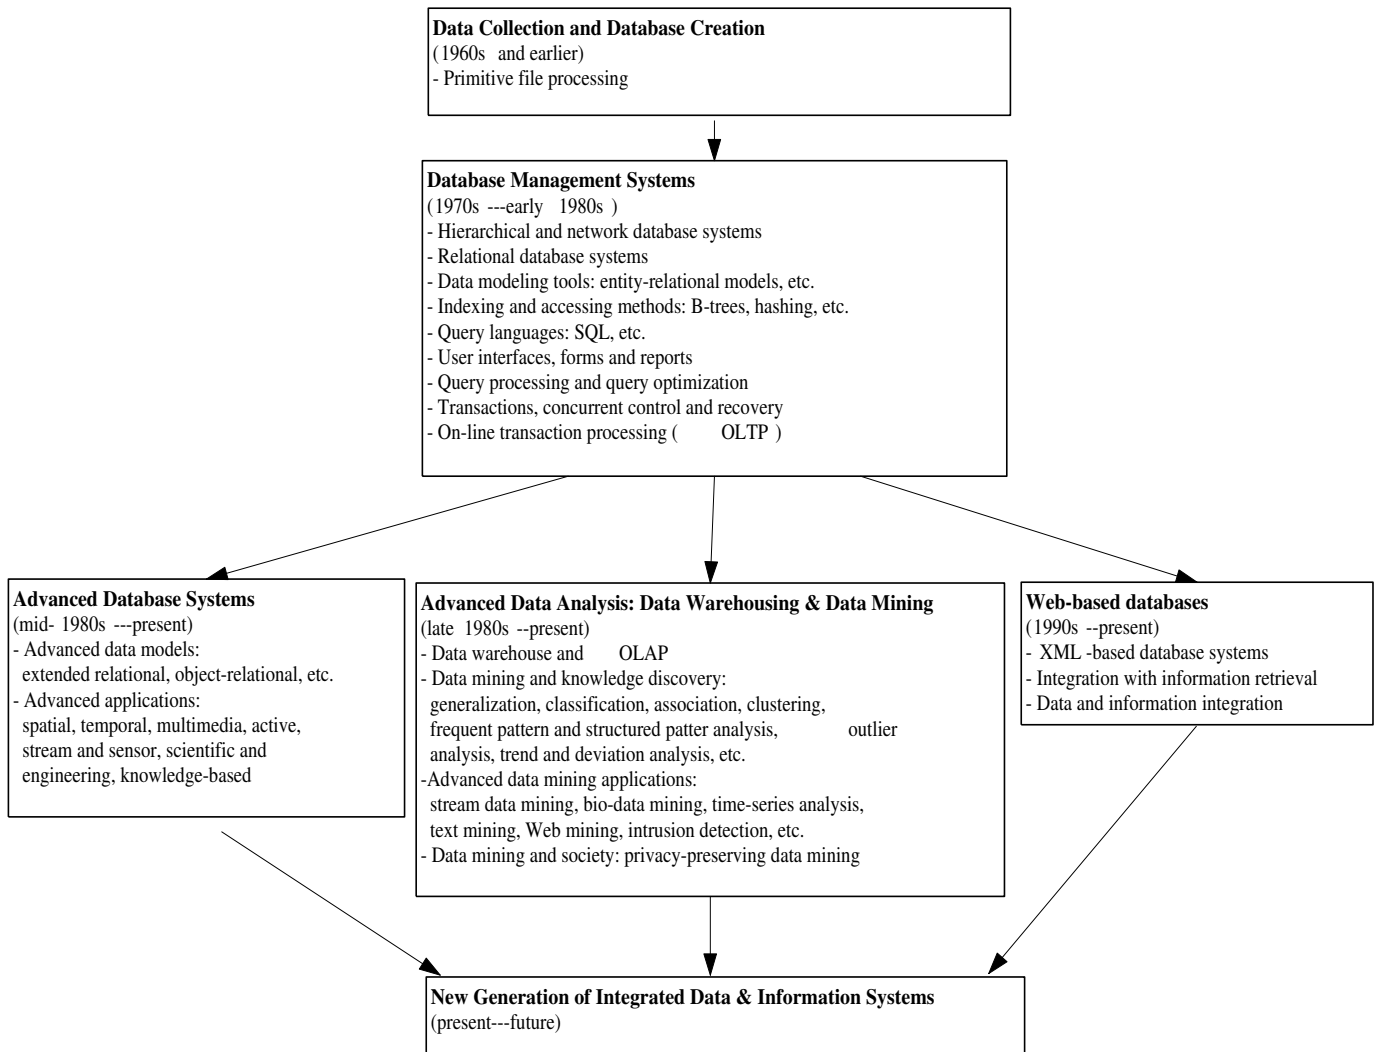 Data Collection and Database Creation
(1960s and earlier)
- Primitive file processing
Database Management Systems
(1970s ---early 1980s )
- Hierarchical and network database systems
- Relational database systems
- Data modeling tools: entity-relational models, etc.
- Indexing and accessing methods: B-trees, hashing, etc.
- Query languages: SQL, etc.
- User interfaces, forms and reports
- Query processing and query optimization
- Transactions, concurrent control and recovery
- On-line transaction processing ( OLTP )
Advanced Database Systems
(mid- 1980s ---present)
- Advanced data models:
extended relational, object-relational, etc.
- Advanced applications:
spatial, temporal, multimedia, active,
stream and sensor, scientific and
engineering, knowledge-based
Advanced Data Analysis: Data Warehousing & Data Mining
(late 1980s --present)
- Data warehouse and OLAP
- Data mining and knowledge discovery:
generalization, classification, association, clustering,
frequent pattern and structured patter analysis, outlier
analysis, trend and deviation analysis, etc.
-Advanced data mining applications:
stream data mining, bio-data mining, time-series analysis,
text mining, Web mining, intrusion detection, etc.
- Data mining and society: privacy-preserving data mining
Web-based databases
(1990s --present)
- XML -based database systems
- Integration with information retrieval
- Data and information integration
New Generation of Integrated Data & Information Systems
(present---future)